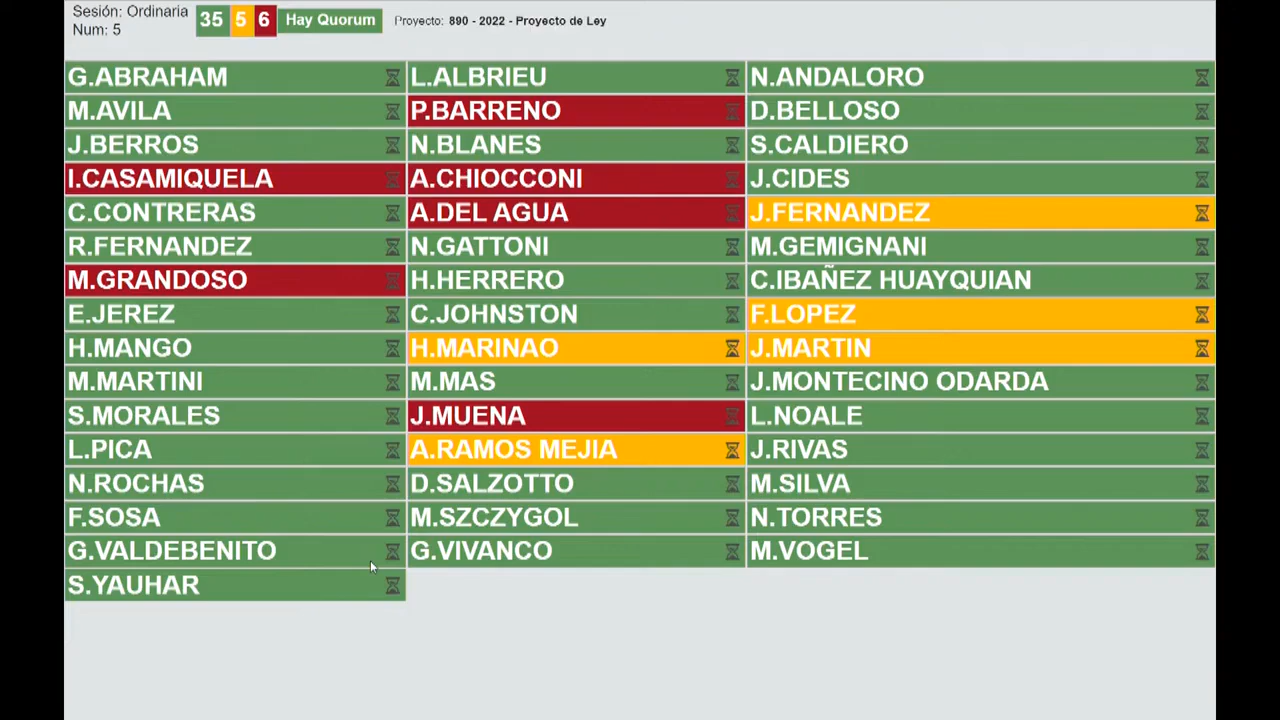 Sesión: Ordinaria
Num: 5
35 5 6 Hay Quorum
Proyecto: 890 - 2022 - Proyecto de Ley
G.ABRAHAM L.ALBRIEU N.ANDALORO
M.AVILA P.BARRENO D.BELLOSO
J.BERROS N.BLANES S.CALDIERO
I.CASAMIQUELA A.CHIOCCONI J.CIDES
C.CONTRERAS A.DEL AGUA J.FERNANDEZ
R.FERNANDEZ N.GATTONI M.GEMIGNANI
M.GRANDOSO H.HERRERO C.IBAÑEZ HUAYQUIAN
E.JEREZ C.JOHNSTON F.LOPEZ
H.MANGO H.MARINAO J.MARTIN
M.MARTINI M.MAS J.MONTECINO ODARDA
S.MORALES J.MUENA L.NOALE
L.PICA A.RAMOS MEJIA J.RIVAS
N.ROCHAS D.SALZOTTO M.SILVA
F.SOSA M.SZCZYGOL N.TORRES
G.VALDEBENITO G.VIVANCO M.VOGEL
S.YAUHAR